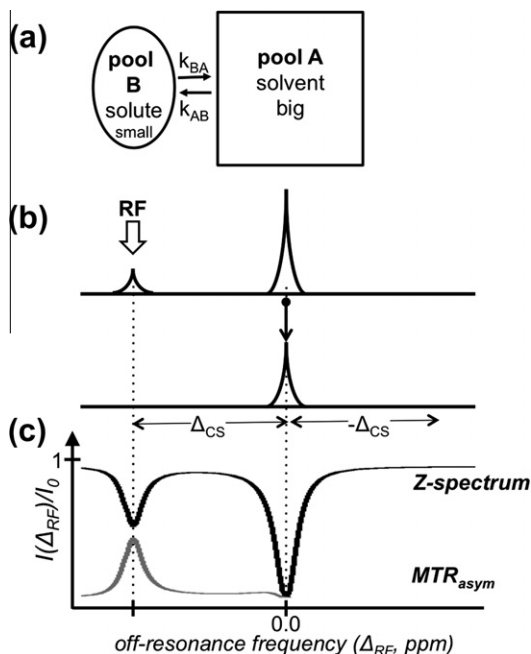 (a)
pool
B
solute
small
k_BA
k_AB
pool A
solvent
big
(b)
RF
Δ_CS
-Δ_CS
(c)
1
I(Δ_RF)/I_0
Z-spectrum
MTR_asym
0.0
off-resonance frequency (Δ_RF, ppm)